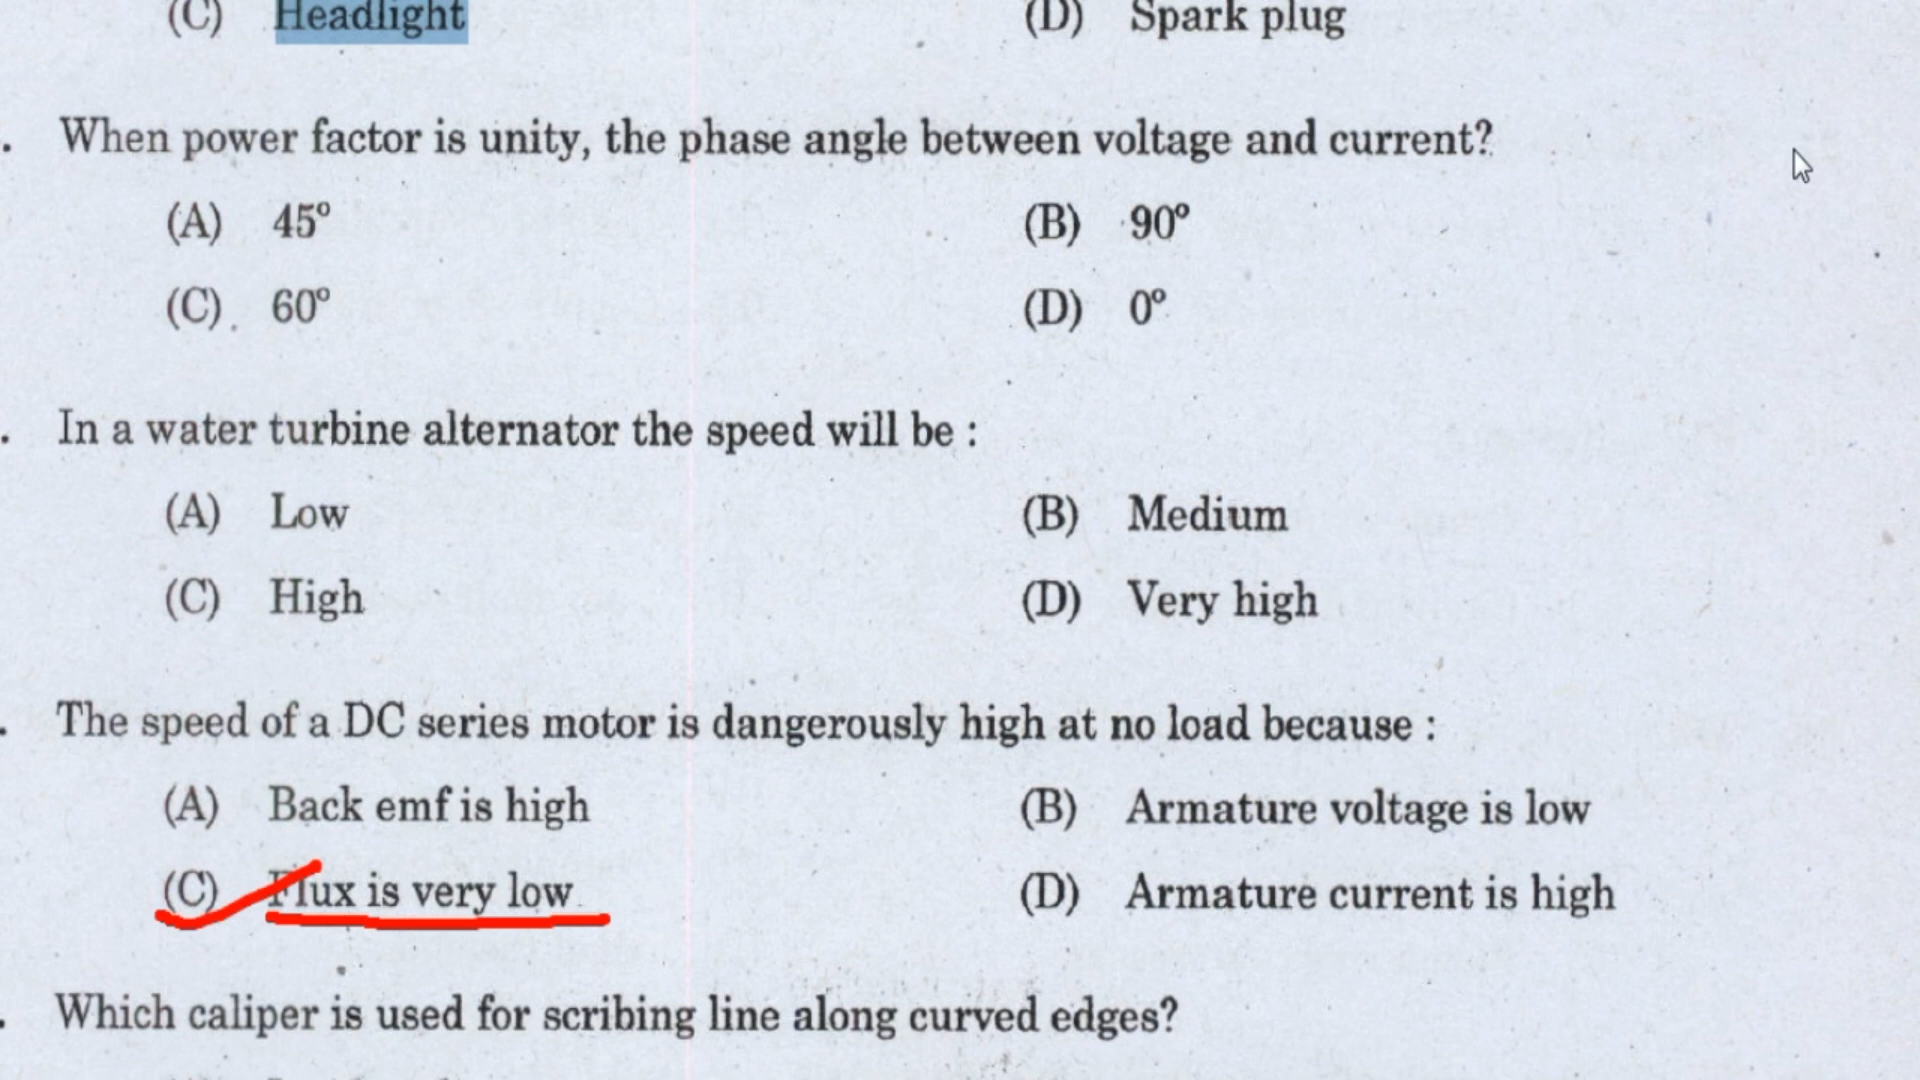 (C) Headlight (D) Spark plug
. When power factor is unity, the phase angle between voltage and current?
(A) 45° (B) 90°
(C) 60° (D) 0°
. In a water turbine alternator the speed will be :
(A) Low (B) Medium
(C) High (D) Very high
. The speed of a DC series motor is dangerously high at no load because :
(A) Back emf is high (B) Armature voltage is low
(C) Flux is very low (D) Armature current is high
. Which caliper is used for scribing line along curved edges?